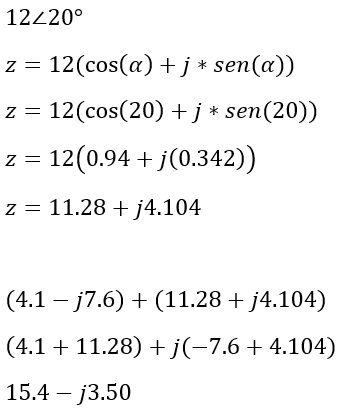 12∠20°
z = 12(cos(α) + j * sen(α))
z = 12(cos(20) + j * sen(20))
z = 12(0.94 + j(0.342))
z = 11.28 + j4.104
(4.1 − j7.6) + (11.28 + j4.104)
(4.1 + 11.28) + j(−7.6 + 4.104)
15.4 − j3.50